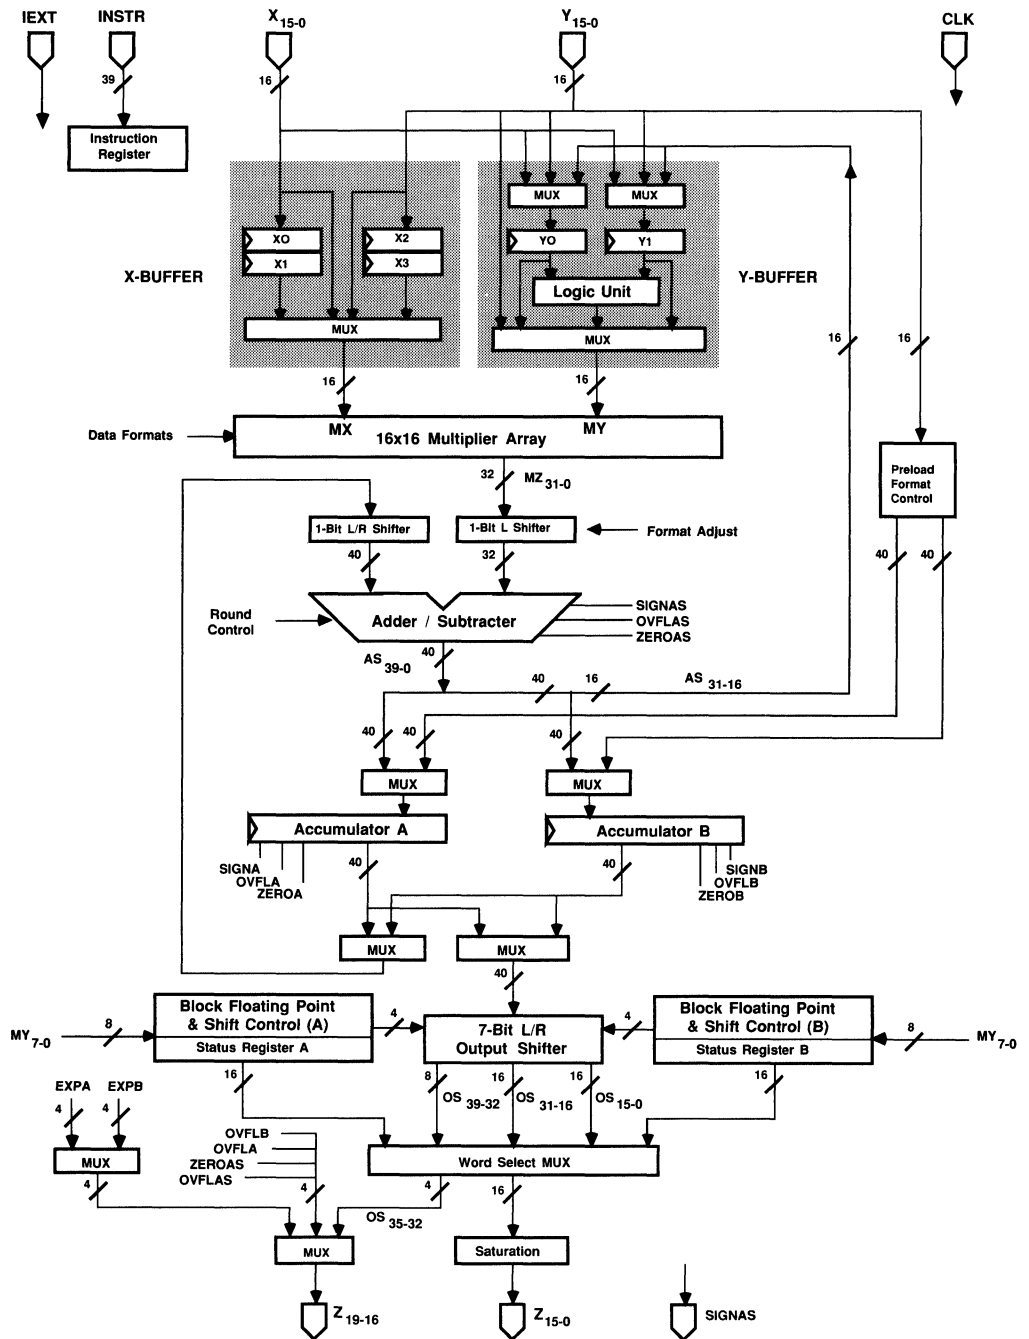 IEXT INSTR X15-0 Y15-0 CLK
39 16 16
Instruction
Register
MUX MUX
X0 X2 Y0 Y1
X1 X3
X-BUFFER Y-BUFFER
Logic Unit
MUX MUX
16 16
16 16
Data Formats
MX MY
16x16 Multiplier Array
32 MZ31-0
Preload
Format
Control
1-Bit L/R Shifter 1-Bit L Shifter
Format Adjust
40 32 40 40
Round
Control
Adder / Subtracter
SIGNAS
OVFLAS
ZEROAS
AS39-0 40
40 16 AS31-16
40 40 40
MUX MUX
Accumulator A Accumulator B
SIGNA
OVFLA
ZEROA
40 40
SIGNB
OVFLB
ZEROB
MUX MUX
40
Block Floating Point
& Shift Control (A)
Status Register A
MY7-0 8 4
7-Bit L/R
Output Shifter
Block Floating Point
& Shift Control (B)
Status Register B
4 8 MY7-0
16 8 16 16 16
OS39-32 OS31-16 OS15-0
EXPA EXPB
4 4
MUX
4
OVFLB
OVFLA
ZEROAS
OVFLAS
4
Word Select MUX
4 16
OS35-32
MUX Saturation
Z19-16 Z15-0 SIGNAS